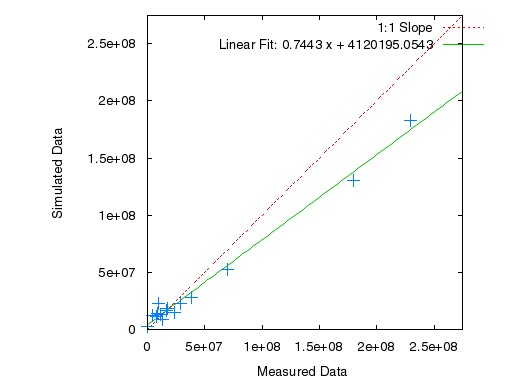 1:1 Slope
Linear Fit: 0.7443 x + 4120195.0543
2.5e+08
2e+08
1.5e+08
1e+08
5e+07
0
Simulated Data
0 5e+07 1e+08 1.5e+08 2e+08 2.5e+08
Measured Data